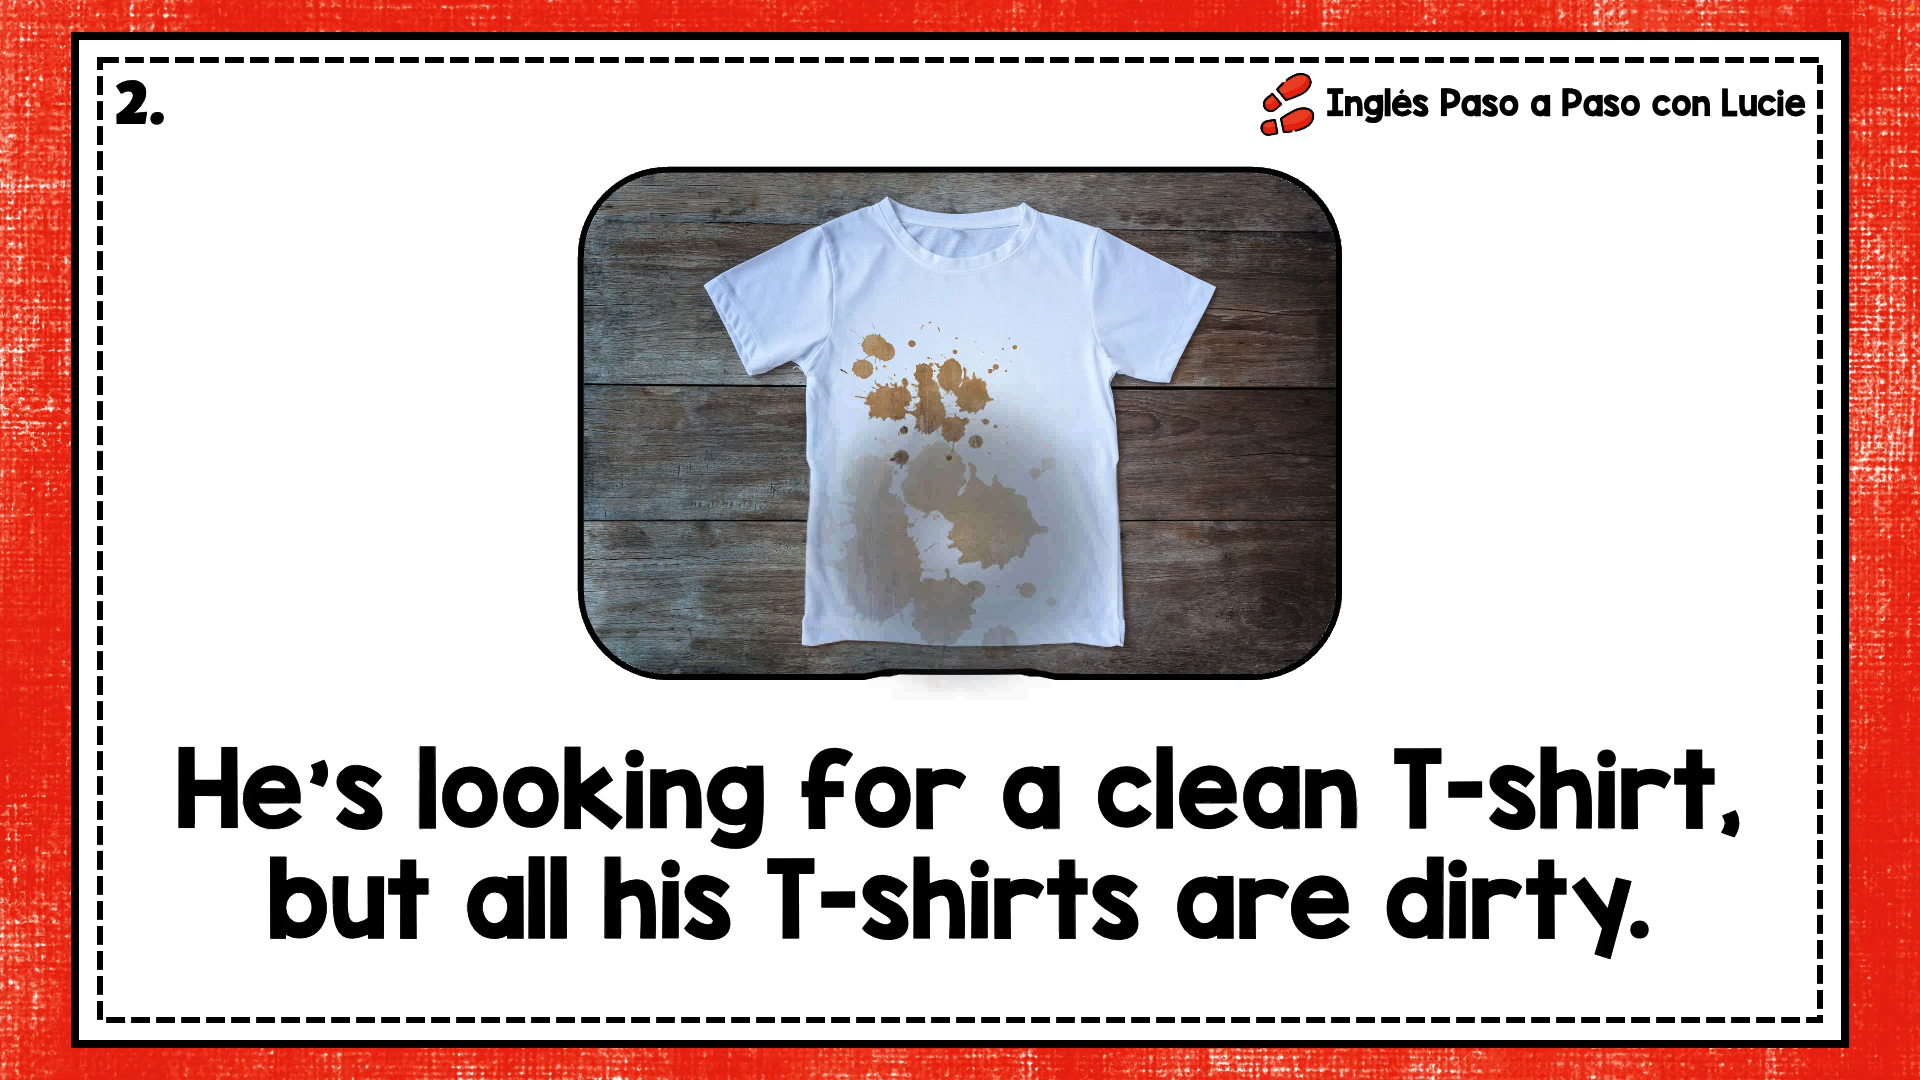 2.
Inglés Paso a Paso con Lucie
He's looking for a clean T-shirt,
but all his T-shirts are dirty.